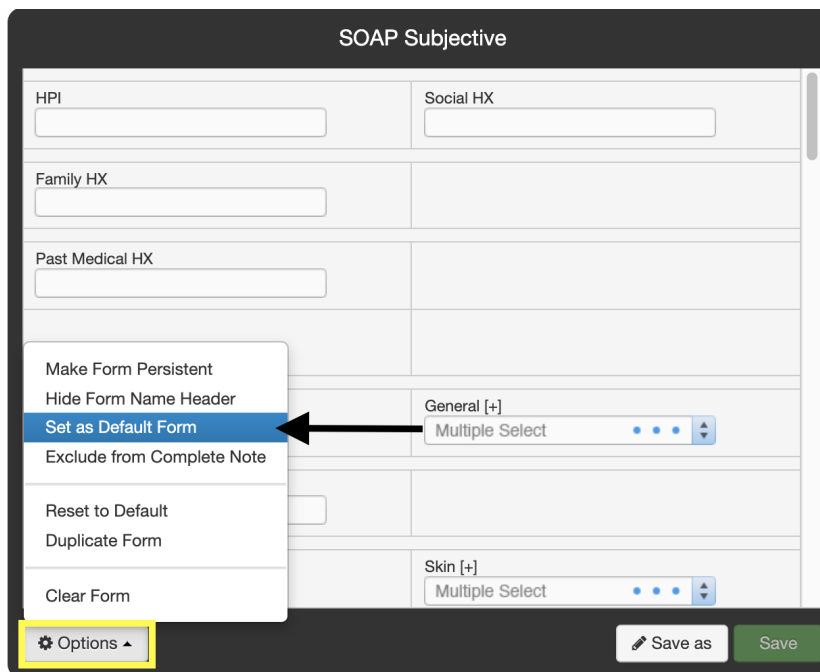 SOAP Subjective
HPI
Social HX
Family HX
Past Medical HX
Make Form Persistent
Hide Form Name Header
Set as Default Form
Exclude from Complete Note
Reset to Default
Duplicate Form
Clear Form
General [+]
Multiple Select
Skin [+]
Multiple Select
Options
Save as
Save